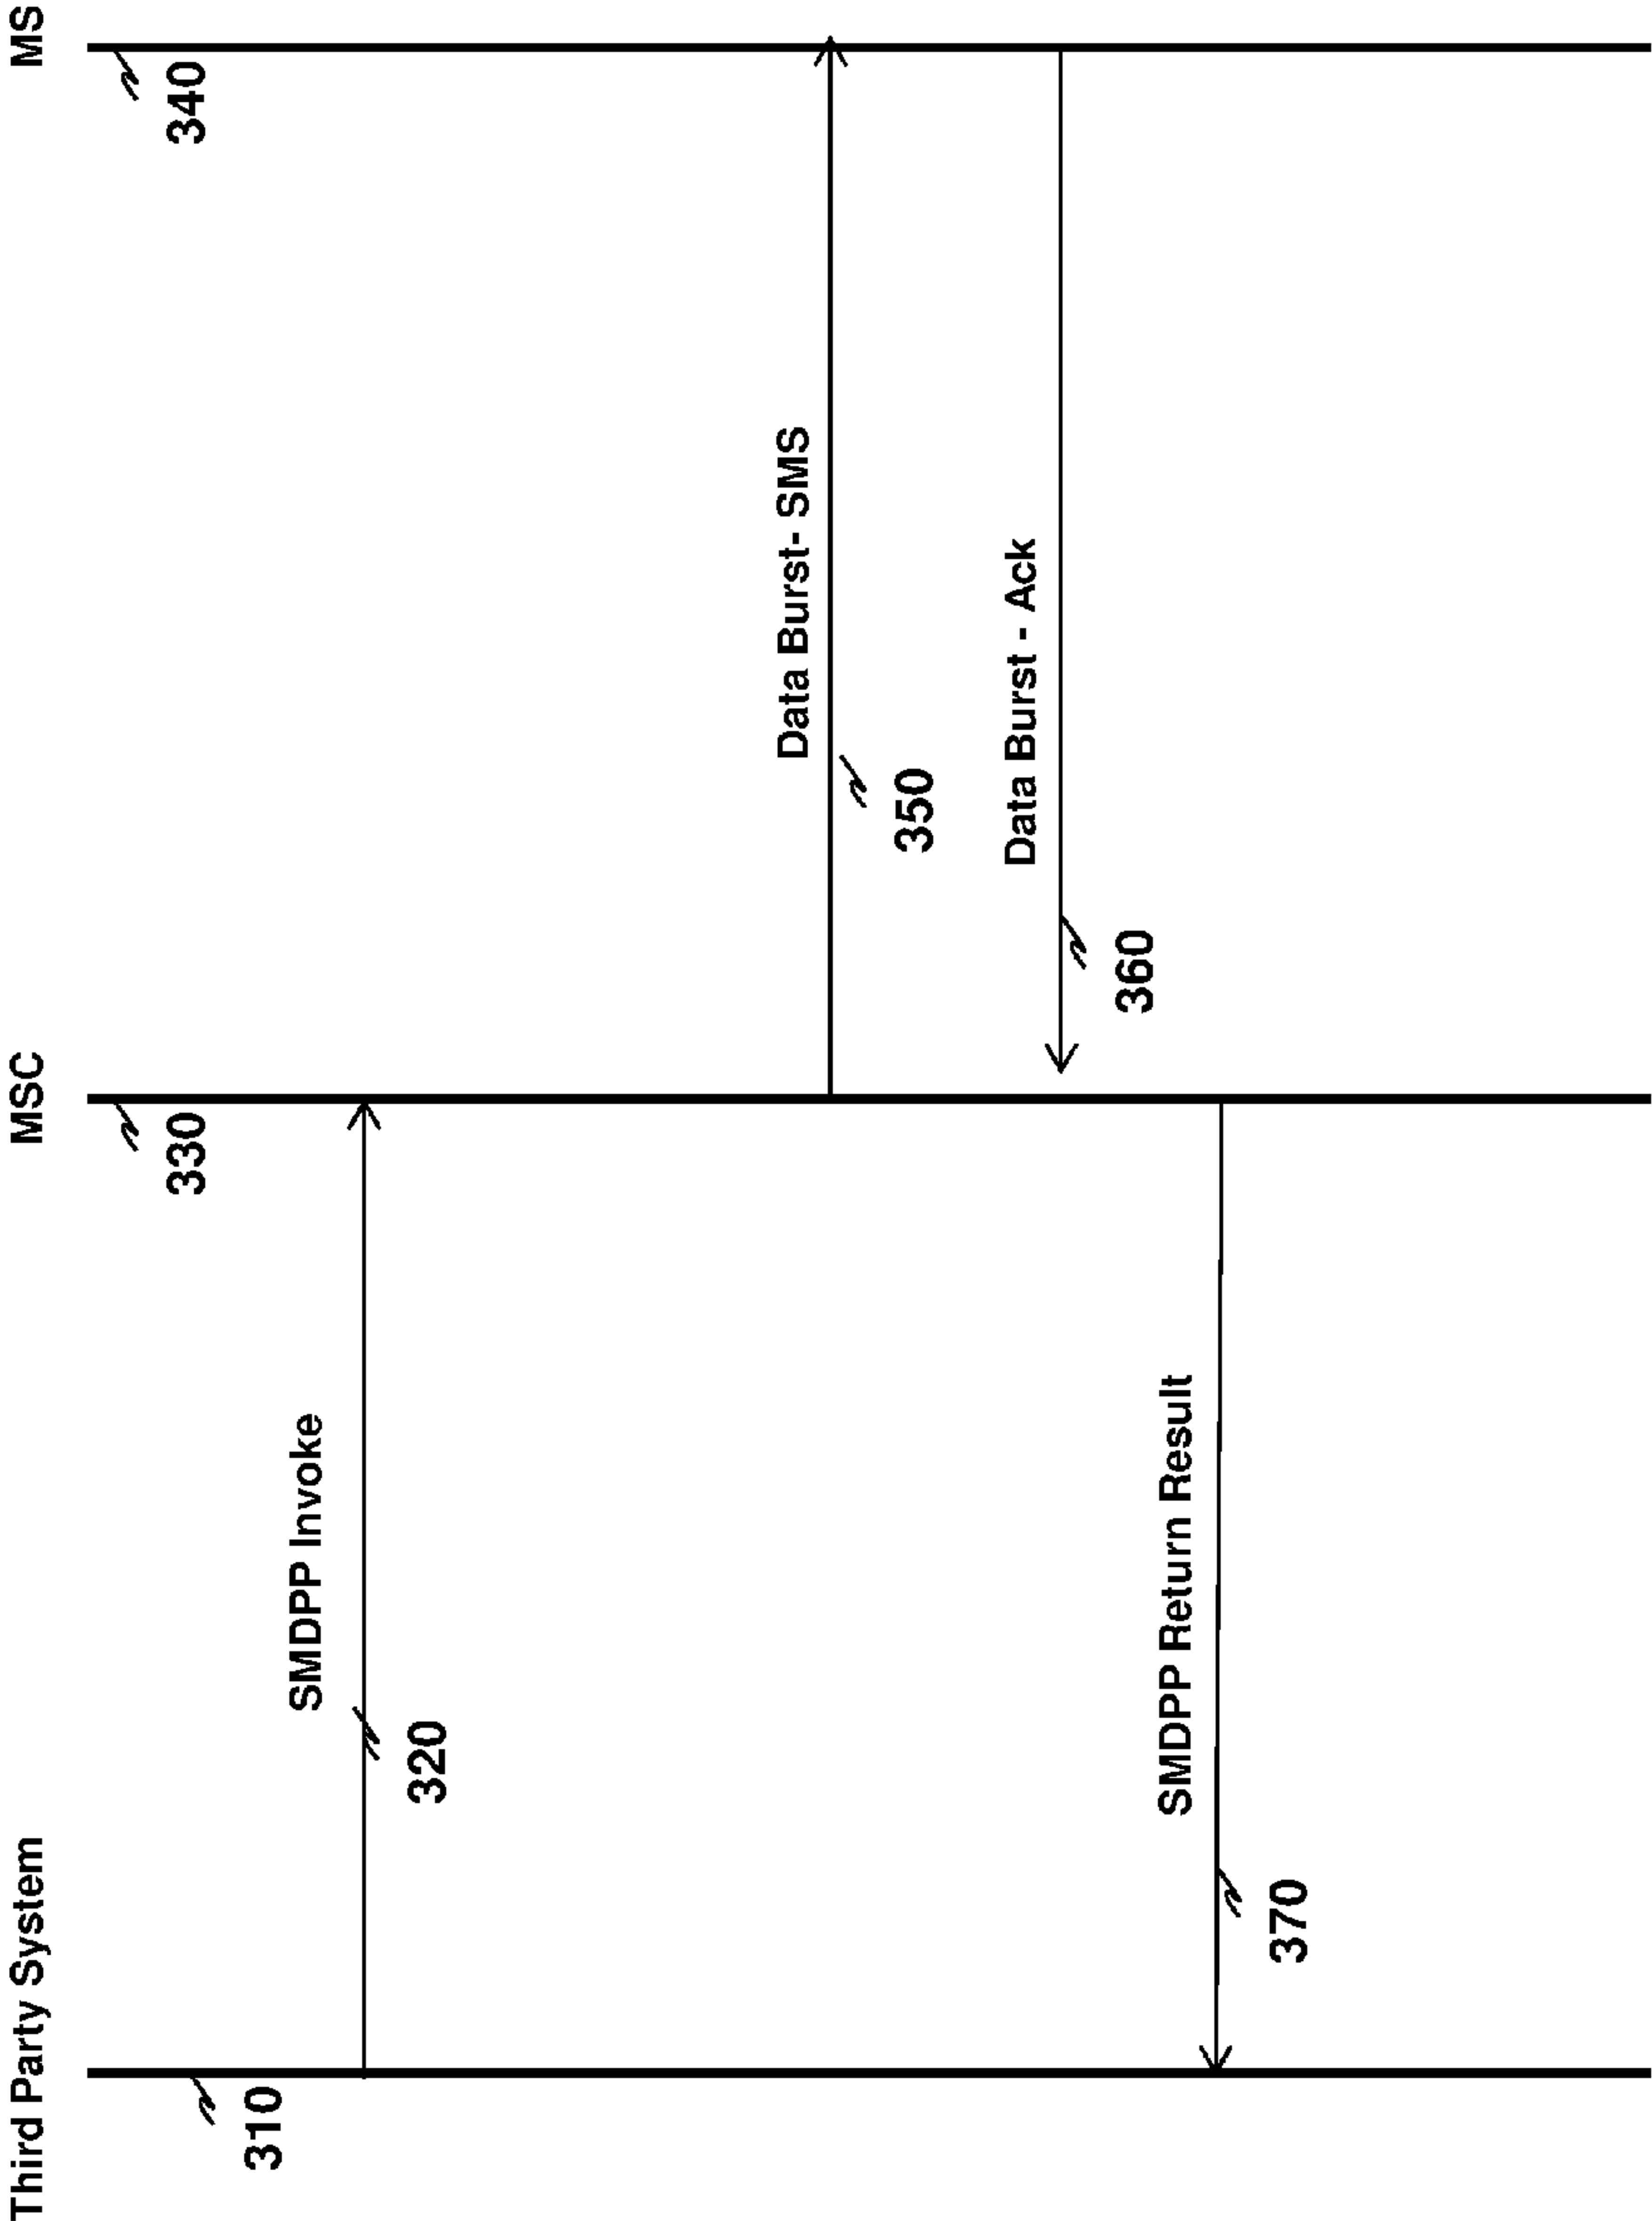 Third Party System
MSC
MS
310
330
340
SMDPP Invoke
320
Data Burst- SMS
350
Data Burst - Ack
360
SMDPP Return Result
370